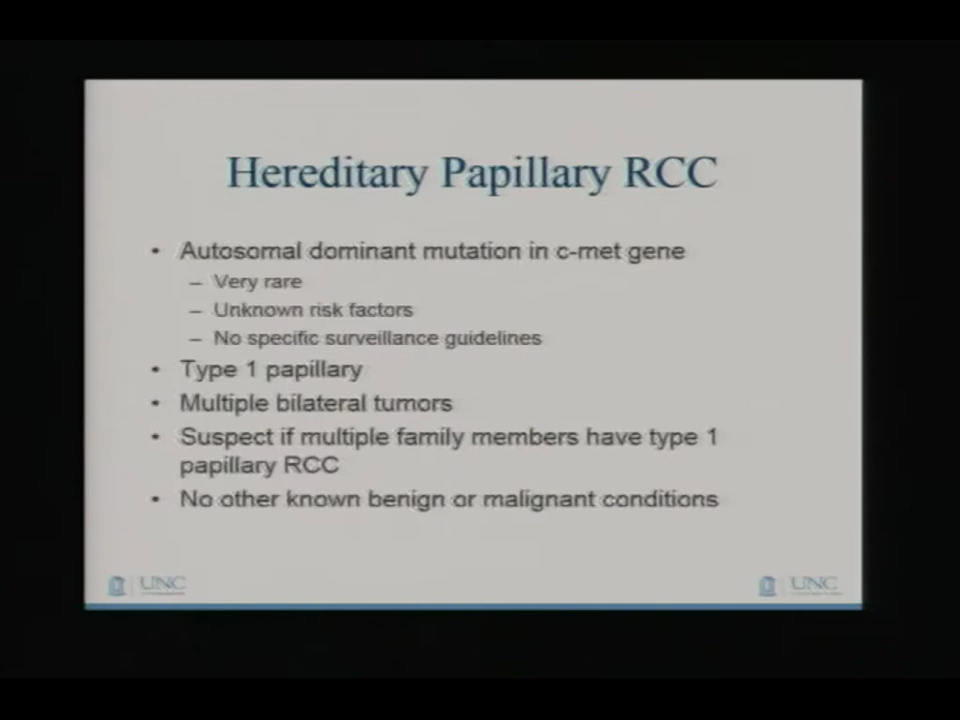 Hereditary Papillary RCC
• Autosomal dominant mutation in c-met gene
– Very rare
– Unknown risk factors
– No specific surveillance guidelines
• Type 1 papillary
• Multiple bilateral tumors
• Suspect if multiple family members have type 1
papillary RCC
• No other known benign or malignant conditions
UNC
UNC